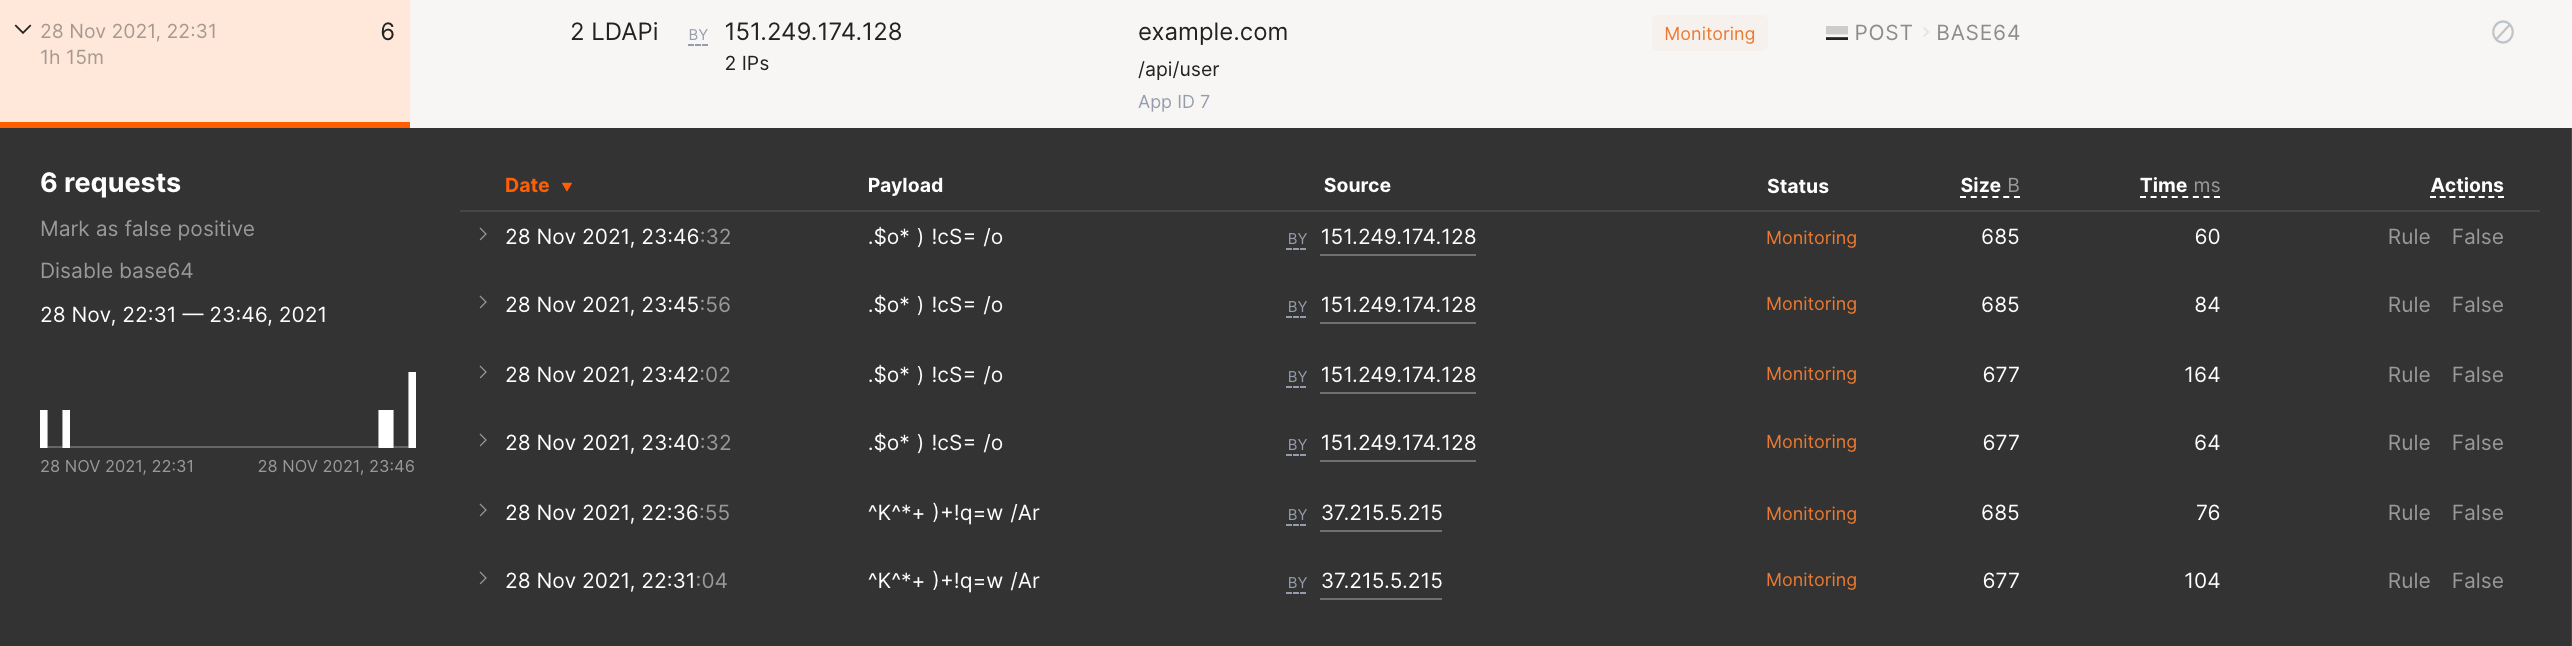 28 Nov 2021, 22:31 6 2 LDAPi BY 151.249.174.128 example.com Monitoring POST › BASE64
1h 15m 2 IPs /api/user
App ID 7
6 requests
Mark as false positive
Disable base64
28 Nov, 22:31 — 23:46, 2021
28 NOV 2021, 22:31 28 NOV 2021, 23:46
Date ▼ Payload Source Status Size B Time ms Actions
28 Nov 2021, 23:46:32 .$o* ) !cS= /o BY 151.249.174.128 Monitoring 685 60 Rule False
28 Nov 2021, 23:45:56 .$o* ) !cS= /o BY 151.249.174.128 Monitoring 685 84 Rule False
28 Nov 2021, 23:42:02 .$o* ) !cS= /o BY 151.249.174.128 Monitoring 677 164 Rule False
28 Nov 2021, 23:40:32 .$o* ) !cS= /o BY 151.249.174.128 Monitoring 677 64 Rule False
28 Nov 2021, 22:36:55 ^K^*+ )+!q=w /Ar BY 37.215.5.215 Monitoring 685 76 Rule False
28 Nov 2021, 22:31:04 ^K^*+ )+!q=w /Ar BY 37.215.5.215 Monitoring 677 104 Rule False